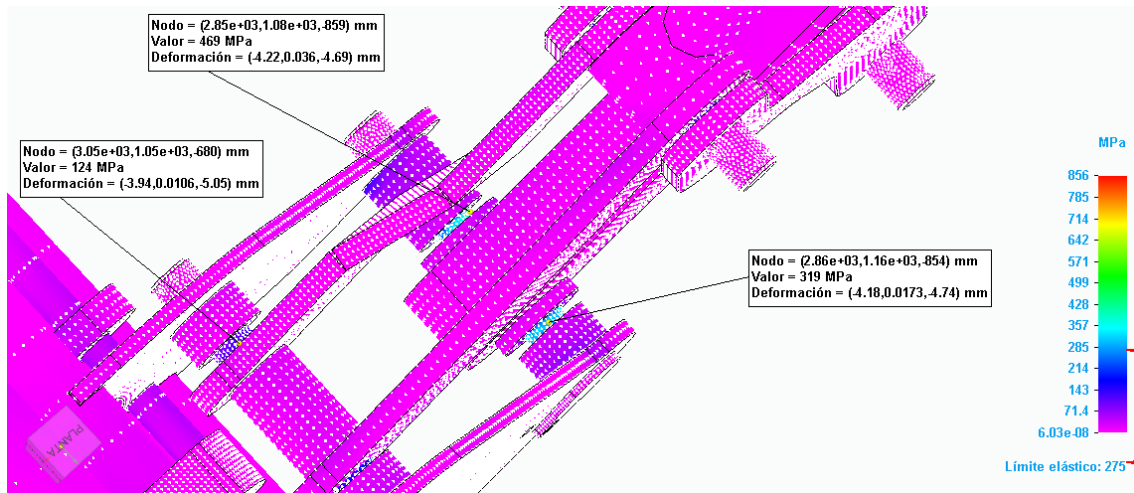 Nodo = (2.85e+03,1.08e+03,-859) mm
Valor = 469 MPa
Deformación = (-4.22,0.036,-4.69) mm
Nodo = (3.05e+03,1.05e+03,-680) mm
Valor = 124 MPa
Deformación = (-3.94,0.0106,-5.05) mm
Nodo = (2.86e+03,1.16e+03,-854) mm
Valor = 319 MPa
Deformación = (-4.18,0.0173,-4.74) mm
MPa
856
785
714
642
571
499
428
357
285
214
143
71.4
6.03e-08
Límite elástico: 275
PLANTA